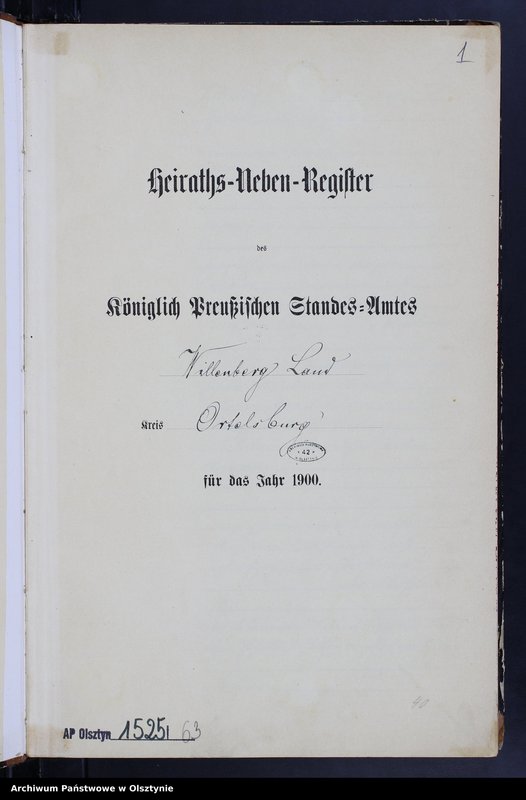 1
Heiraths-Neben-Register
des
Königlich Preußischen Standes-Amtes
Willenberg Land
Kreis Ortelsburg
42
für das Jahr 1900.
40
AP Olsztyn 1525/63
Archiwum Państwowe w Olsztynie